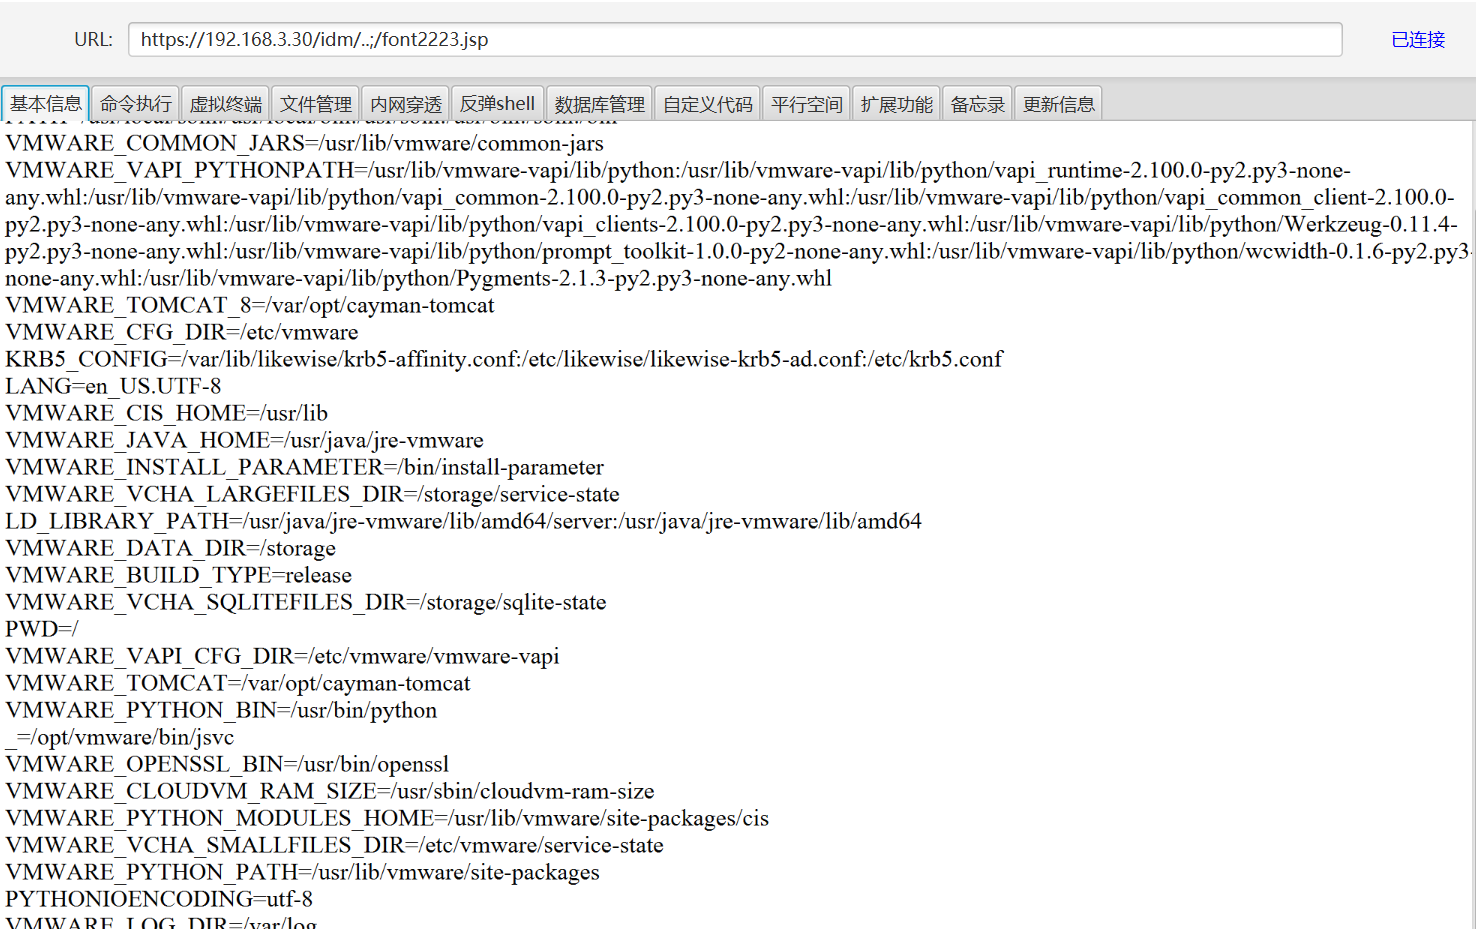 URL: https://192.168.3.30/idm/..;/font2223.jsp 已连接
基本信息 命令执行 虚拟终端 文件管理 内网穿透 反弹shell 数据库管理 自定义代码 平行空间 扩展功能 备忘录 更新信息
VMWARE_COMMON_JARS=/usr/lib/vmware/common-jars
VMWARE_VAPI_PYTHONPATH=/usr/lib/vmware-vapi/lib/python:/usr/lib/vmware-vapi/lib/python/vapi_runtime-2.100.0-py2.py3-none-
any.whl:/usr/lib/vmware-vapi/lib/python/vapi_common-2.100.0-py2.py3-none-any.whl:/usr/lib/vmware-vapi/lib/python/vapi_common_client-2.100.0-
py2.py3-none-any.whl:/usr/lib/vmware-vapi/lib/python/vapi_clients-2.100.0-py2.py3-none-any.whl:/usr/lib/vmware-vapi/lib/python/Werkzeug-0.11.4-
py2.py3-none-any.whl:/usr/lib/vmware-vapi/lib/python/prompt_toolkit-1.0.0-py2-none-any.whl:/usr/lib/vmware-vapi/lib/python/wcwidth-0.1.6-py2.py3-
none-any.whl:/usr/lib/vmware-vapi/lib/python/Pygments-2.1.3-py2.py3-none-any.whl
VMWARE_TOMCAT_8=/var/opt/cayman-tomcat
VMWARE_CFG_DIR=/etc/vmware
KRB5_CONFIG=/var/lib/likewise/krb5-affinity.conf:/etc/likewise/likewise-krb5-ad.conf:/etc/krb5.conf
LANG=en_US.UTF-8
VMWARE_CIS_HOME=/usr/lib
VMWARE_JAVA_HOME=/usr/java/jre-vmware
VMWARE_INSTALL_PARAMETER=/bin/install-parameter
VMWARE_VCHA_LARGEFILES_DIR=/storage/service-state
LD_LIBRARY_PATH=/usr/java/jre-vmware/lib/amd64/server:/usr/java/jre-vmware/lib/amd64
VMWARE_DATA_DIR=/storage
VMWARE_BUILD_TYPE=release
VMWARE_VCHA_SQLITEFILES_DIR=/storage/sqlite-state
PWD=/
VMWARE_VAPI_CFG_DIR=/etc/vmware/vmware-vapi
VMWARE_TOMCAT=/var/opt/cayman-tomcat
VMWARE_PYTHON_BIN=/usr/bin/python
_=/opt/vmware/bin/jsvc
VMWARE_OPENSSL_BIN=/usr/bin/openssl
VMWARE_CLOUDVM_RAM_SIZE=/usr/sbin/cloudvm-ram-size
VMWARE_PYTHON_MODULES_HOME=/usr/lib/vmware/site-packages/cis
VMWARE_VCHA_SMALLFILES_DIR=/etc/vmware/service-state
VMWARE_PYTHON_PATH=/usr/lib/vmware/site-packages
PYTHONIOENCODING=utf-8
VMWARE_LOG_DIR=/var/log